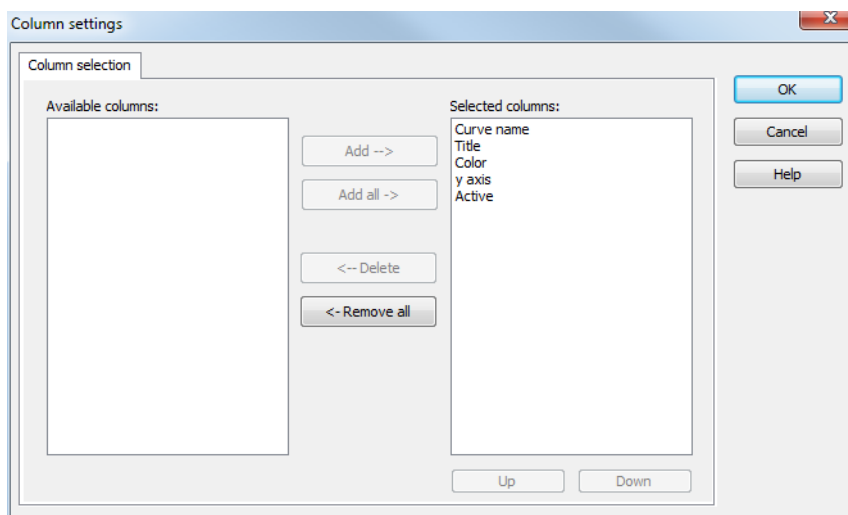 Column settings
Column selection
Available columns:
Add -->
Add all ->
<-- Delete
<- Remove all
Selected columns:
Curve name
Title
Color
y axis
Active
Up
Down
OK
Cancel
Help